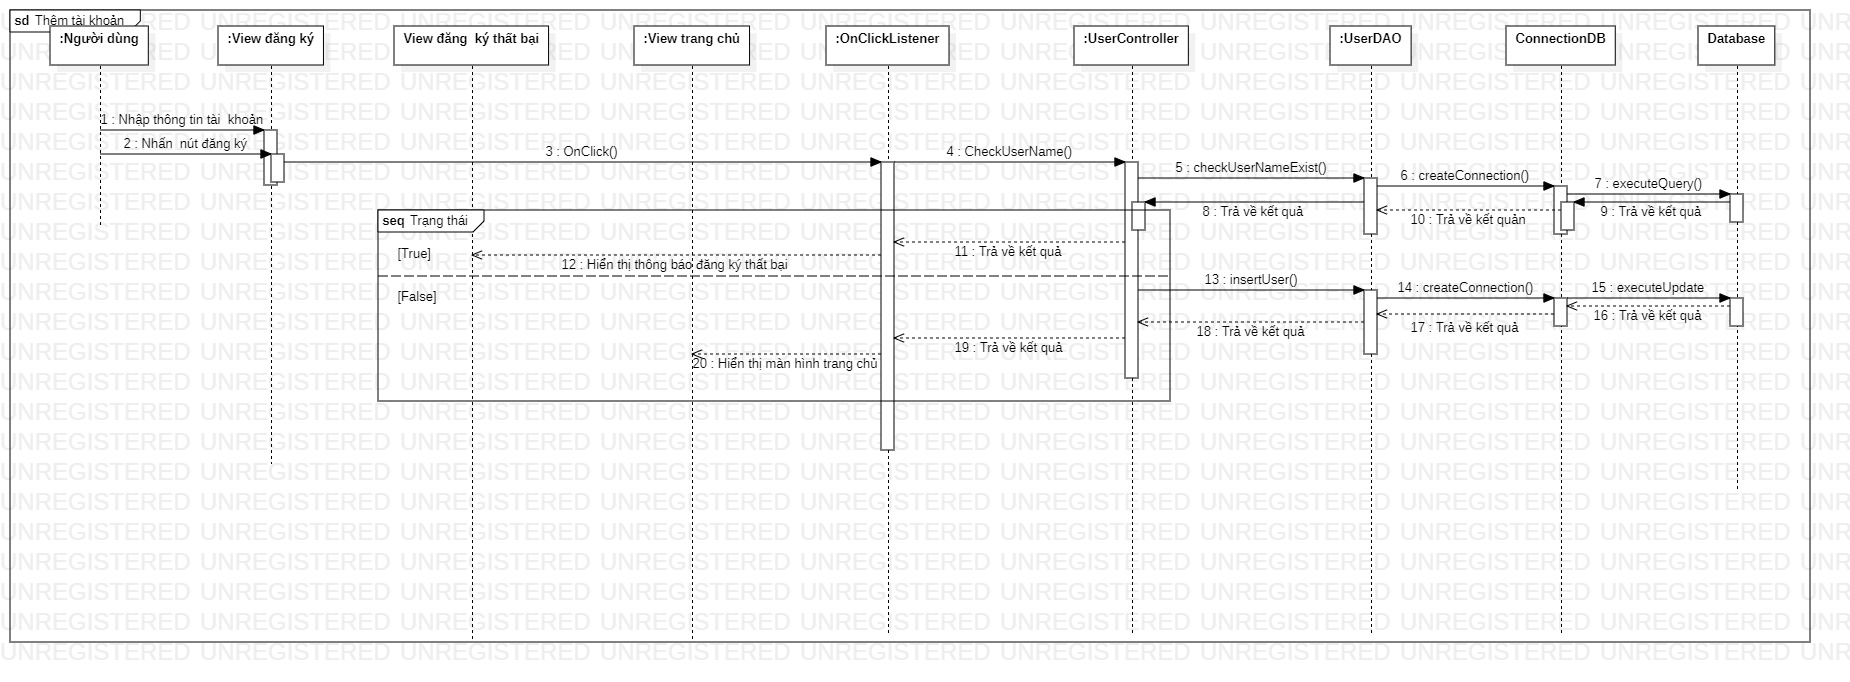 sd Thêm tài khoản
:Người dùng
:View đăng ký
View đăng  ký thất bại
:View trang chủ
:OnClickListener
:UserController
:UserDAO
ConnectionDB
Database
1 : Nhập thông tin tài  khoản
2 : Nhấn  nút đăng ký
3 : OnClick()
4 : CheckUserName()
5 : checkUserNameExist()
6 : createConnection()
7 : executeQuery()
8 : Trả về kết quả
9 : Trả về kết quả
10 : Trả về kết quản
seq Trạng thái
[True]
11 : Trả về kết quả
12 : Hiển thị thông báo đăng ký thất bại
[False]
13 : insertUser()
14 : createConnection()
15 : executeUpdate
16 : Trả về kết quả
17 : Trả về kết quả
18 : Trả về kết quả
19 : Trả về kết quả
20 : Hiển thị màn hình trang chủ
UNREGISTERED